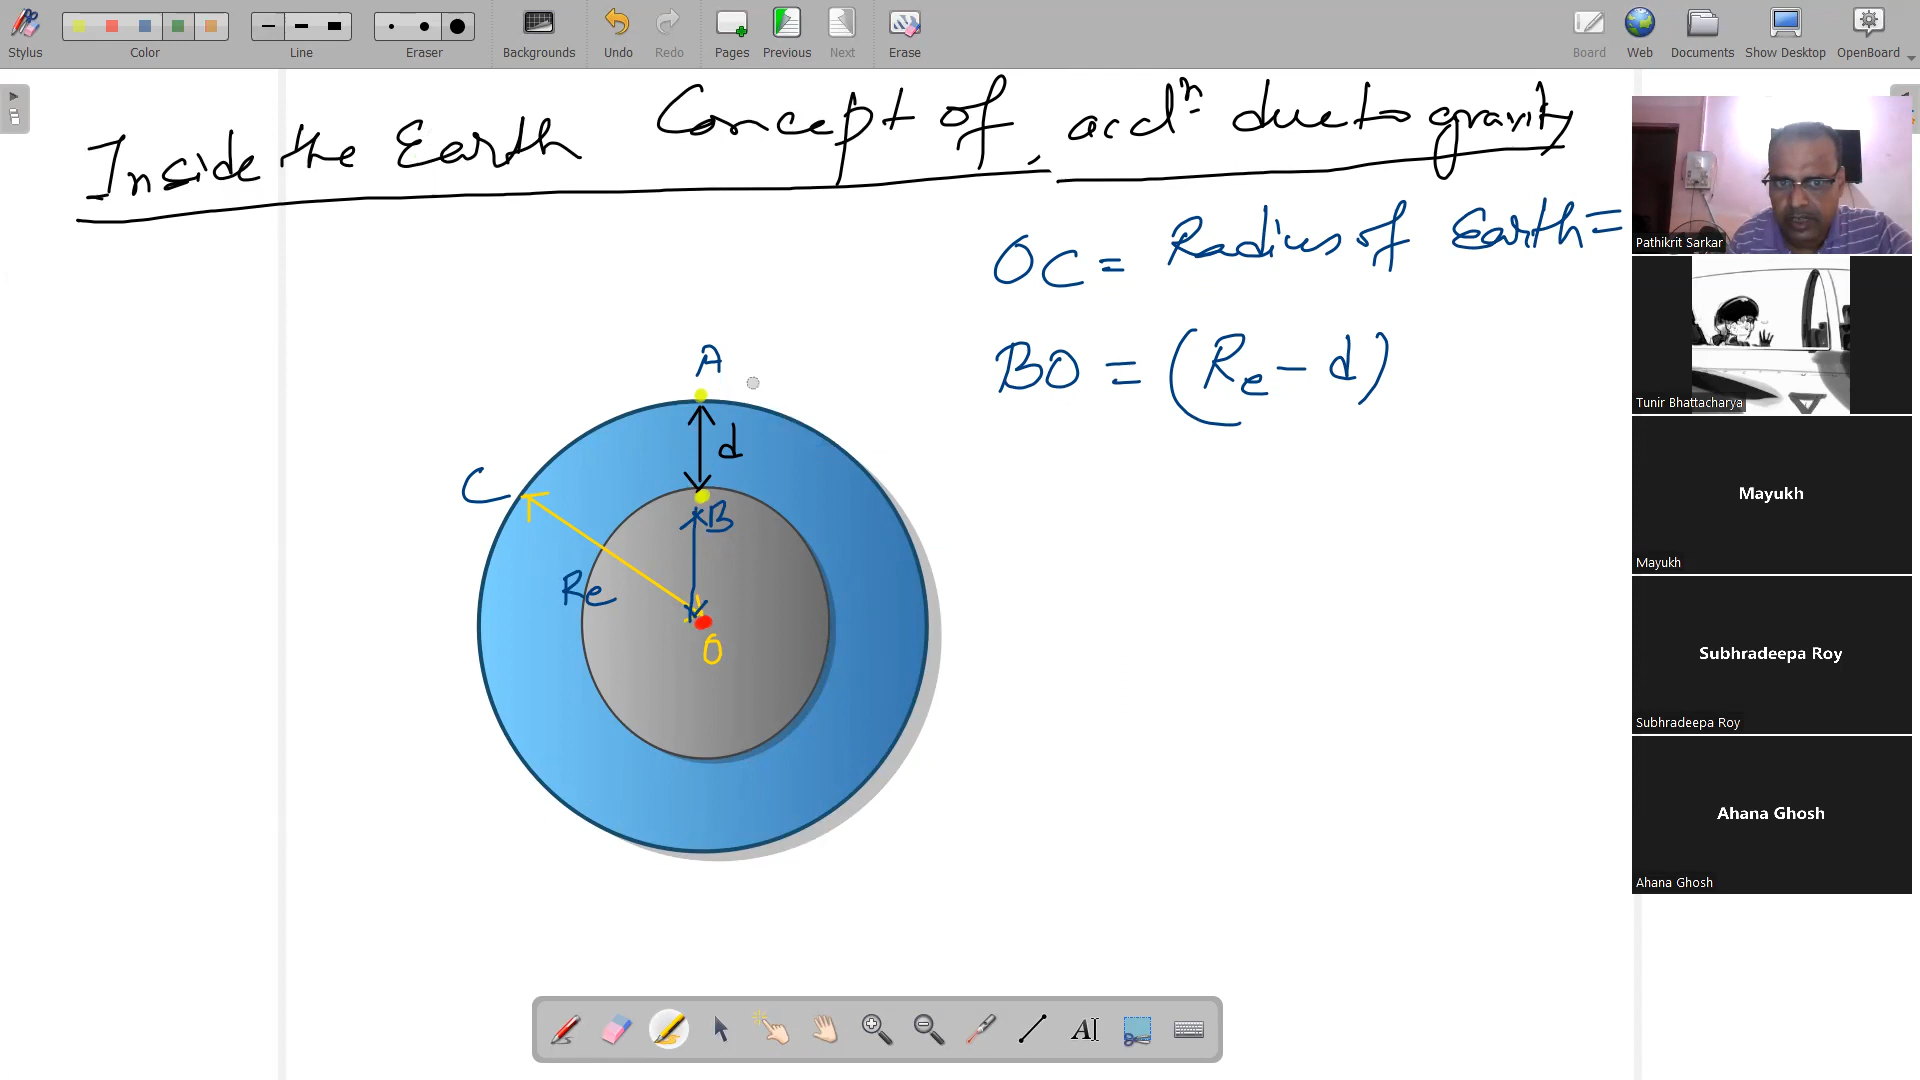 Stylus Color Line Eraser Backgrounds Undo Redo Pages Previous Next Erase Board Web Documents Show Desktop OpenBoard
Inside the Earth Concept of accl^n due to gravity
OC = Radius of Earth =
BO = (Re - d)
A
d
C
B
Re
O
Pathikrit Sarkar
Tunir Bhattacharya
Mayukh
Mayukh
Subhradeepa Roy
Subhradeepa Roy
Ahana Ghosh
Ahana Ghosh
AI